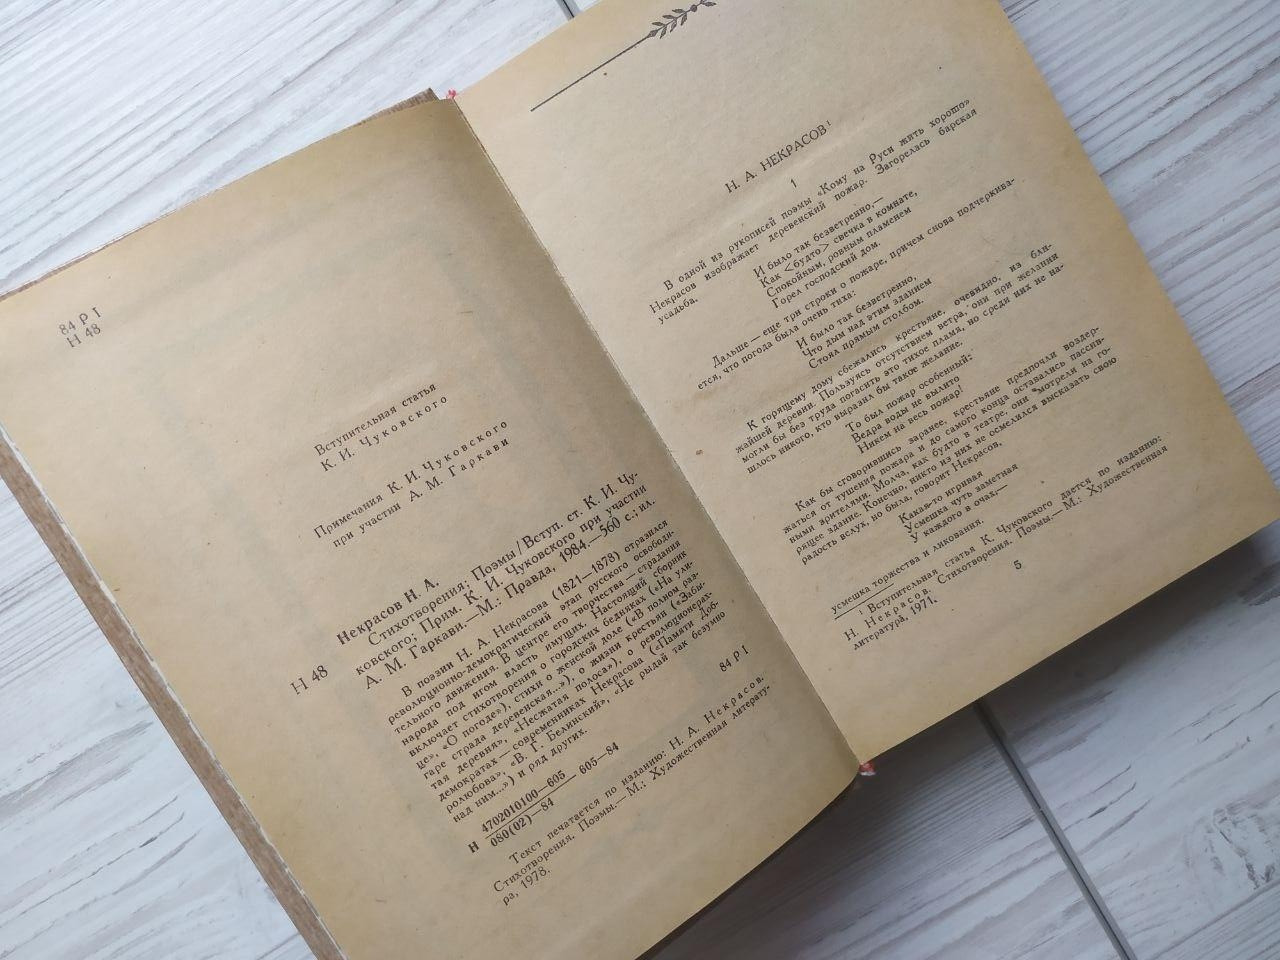 84 Р I
Н 48
Вступительная статья
К. И. Чуковского
Примечания К. И. Чуковского
при участии А. М. Гаркави
Некрасов Н. А.
Н 48
Стихотворения; Поэмы / Вступ. ст. К. И. Чу-
ковского; Прим. К. И. Чуковского при участии
А. М. Гаркави.—М.: Правда, 1984.—560 с.; ил.
В поэзии Н. А. Некрасова (1821—1878) отразился
революционно-демократический этап русского освободи-
тельного движения. В центре его творчества — страдания
народа под игом власть имущих. Настоящий сборник
включает стихотворения о городских бедняках («На ули-
це», «О погоде»), стихи о женской доле («В полном раз-
гаре страда деревенская...»), о жизни крестьян («Забы-
тая деревня», «Несжатая полоса»), о революционерах-
демократах — современниках Некрасова («Памяти Доб-
ролюбова», «В. Г. Белинский», «Не рыдай так безумно
над ним...») и ряд других.
Н 4702010100—605 605—84
080(02)—84
84 Р I
Текст печатается по изданию: Н. А. Некрасов.
Стихотворения. Поэмы.— М.: Художественная литерату-
ра, 1978.
Н. А. НЕКРАСОВ¹
1
В одной из рукописей поэмы «Кому на Руси жить хорошо»
Некрасов изображает деревенский пожар. Загорелась барская
усадьба.
И было так безветренно,—
Как <будто> свечка в комнате,
Спокойным, ровным пламенем
Горел господский дом.
Дальше — еще три строки о пожаре, причем снова подчеркива-
ется, что погода была очень тиха:
И было так безветренно,
Что дым над этим зданием
Стоял прямым столбом.
К горящему дому сбежались крестьяне, очевидно, из бли-
жайшей деревни. Пользуясь отсутствием ветра, они при желании
могли бы без труда погасить это тихое пламя, но среди них не на-
шлось никого, кто выразил бы такое желание.
То был пожар особенный:
Ведра воды не вылито
Никем на весь пожар!
Как бы сговорившись заранее, крестьяне предпочли воздер-
жаться от тушения пожара и до самого конца оставались пассив-
ными зрителями. Молча, как будто в театре, они смотрели на го-
рящее здание. Конечно, никто из них не осмелился высказать свою
радость вслух, но была, говорит Некрасов,
Какая-то игривая
Усмешка чуть заметная
У каждого в очах,—
усмешка торжества и ликования.
¹ Вступительная статья К. Чуковского дается по изданию:
Н. Некрасов. Стихотворения. Поэмы.— М.: Художественная
литература, 1971.
5